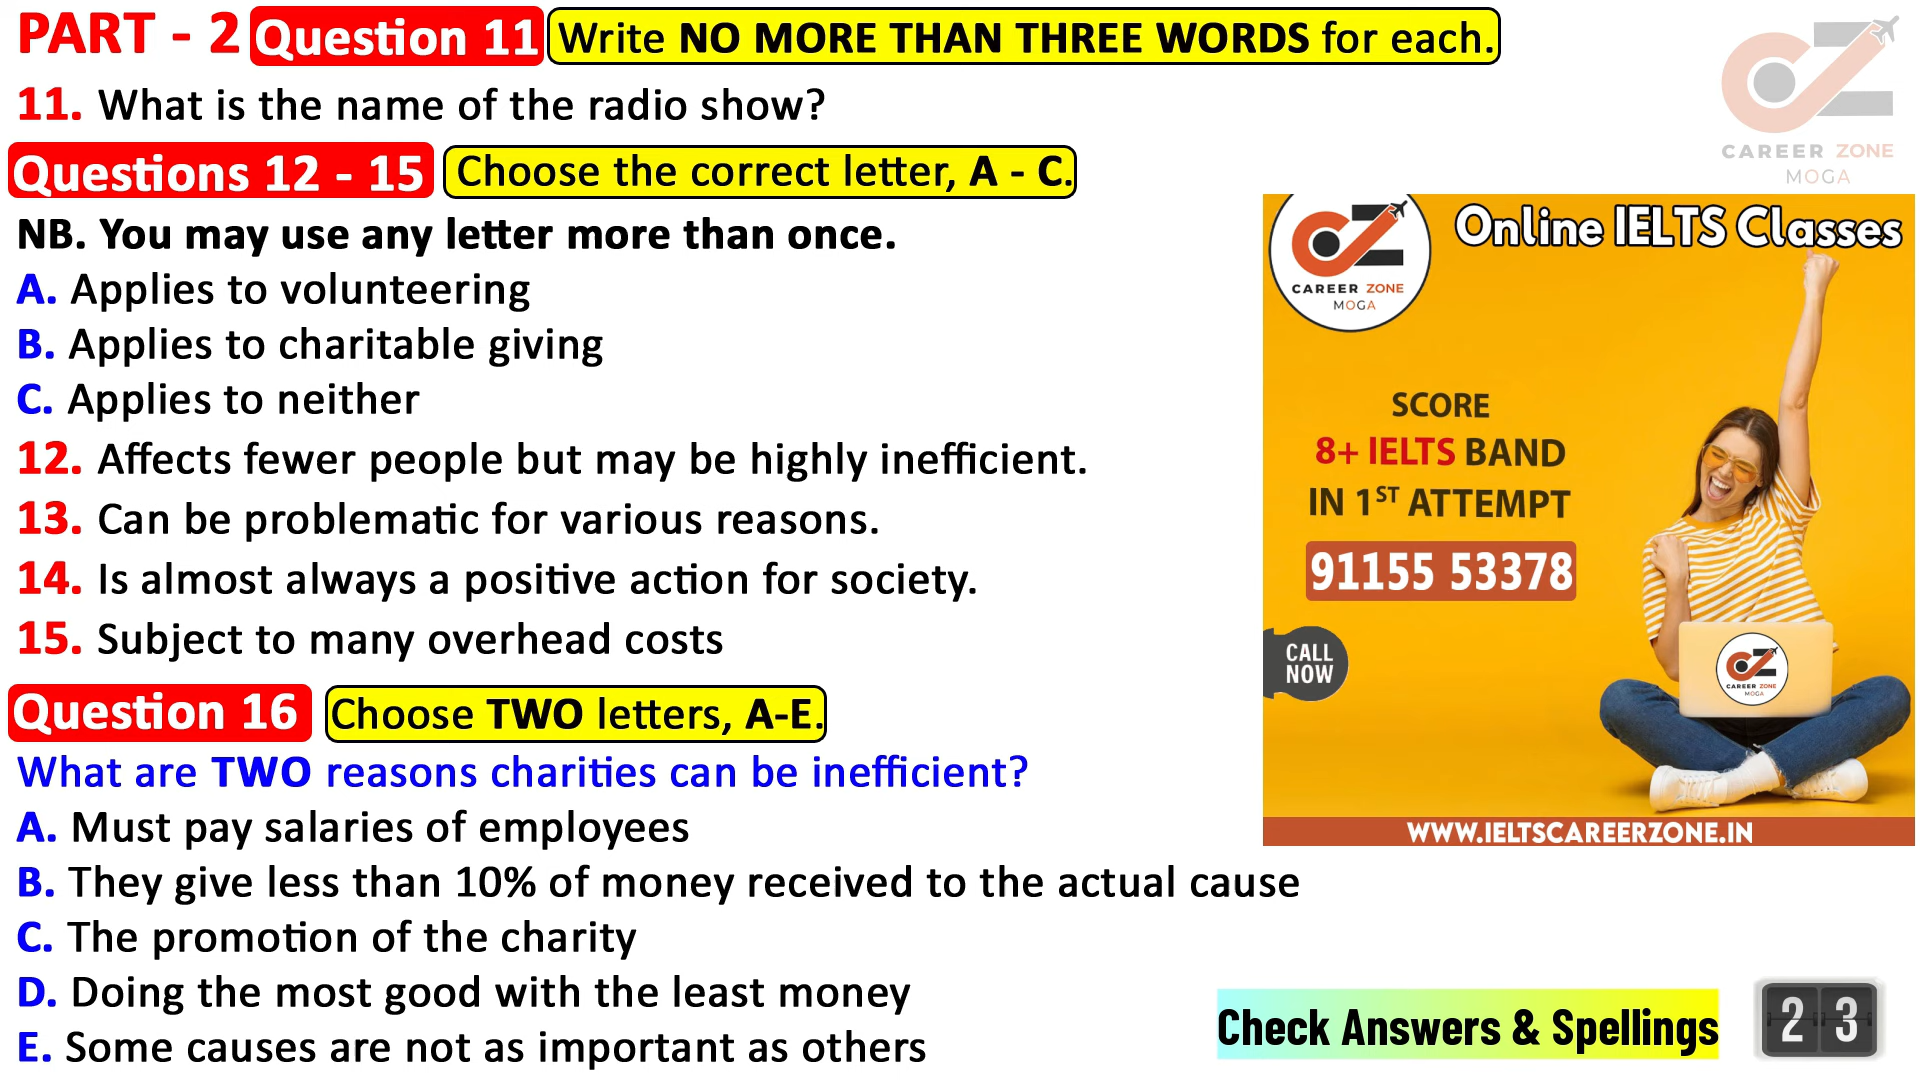 PART - 2 Question 11 Write NO MORE THAN THREE WORDS for each.
11. What is the name of the radio show?
Questions 12 - 15 Choose the correct letter, A - C.
NB. You may use any letter more than once.
A. Applies to volunteering
B. Applies to charitable giving
C. Applies to neither
12. Affects fewer people but may be highly inefficient.
13. Can be problematic for various reasons.
14. Is almost always a positive action for society.
15. Subject to many overhead costs
Question 16 Choose TWO letters, A-E.
What are TWO reasons charities can be inefficient?
A. Must pay salaries of employees
B. They give less than 10% of money received to the actual cause
C. The promotion of the charity
D. Doing the most good with the least money
E. Some causes are not as important as others
CAREER ZONE
MOGA
CAREER ZONE
MOGA
Online IELTS Classes
SCORE
8+ IELTS BAND
IN 1ST ATTEMPT
91155 53378
CALL
NOW
CAREER ZONE
MOGA
WWW.IELTSCAREERZONE.IN
Check Answers & Spellings
23